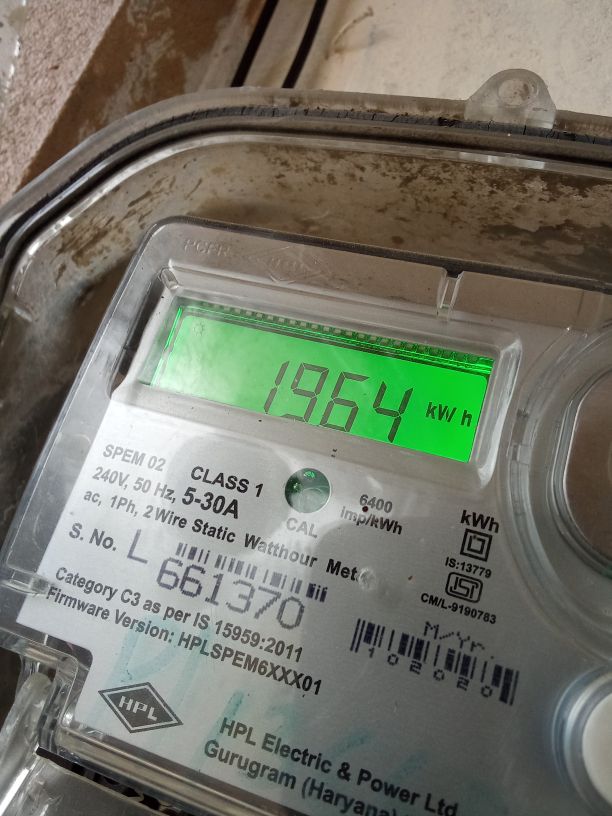 1964 kWh
SPEM 02 CLASS 1
240V, 50 Hz, 5-30A
ac, 1Ph, 2 Wire Static Watthour Meter
CAL
6400
imp/kWh
kWh
IS:13779
ISI
CM/L-9190783
S. No. L 661370
Category C3 as per IS 15959:2011
Firmware Version: HPLSPEM6XXX01
M/Yr.
102020
HPL
HPL Electric & Power Ltd
Gurugram (Haryana)